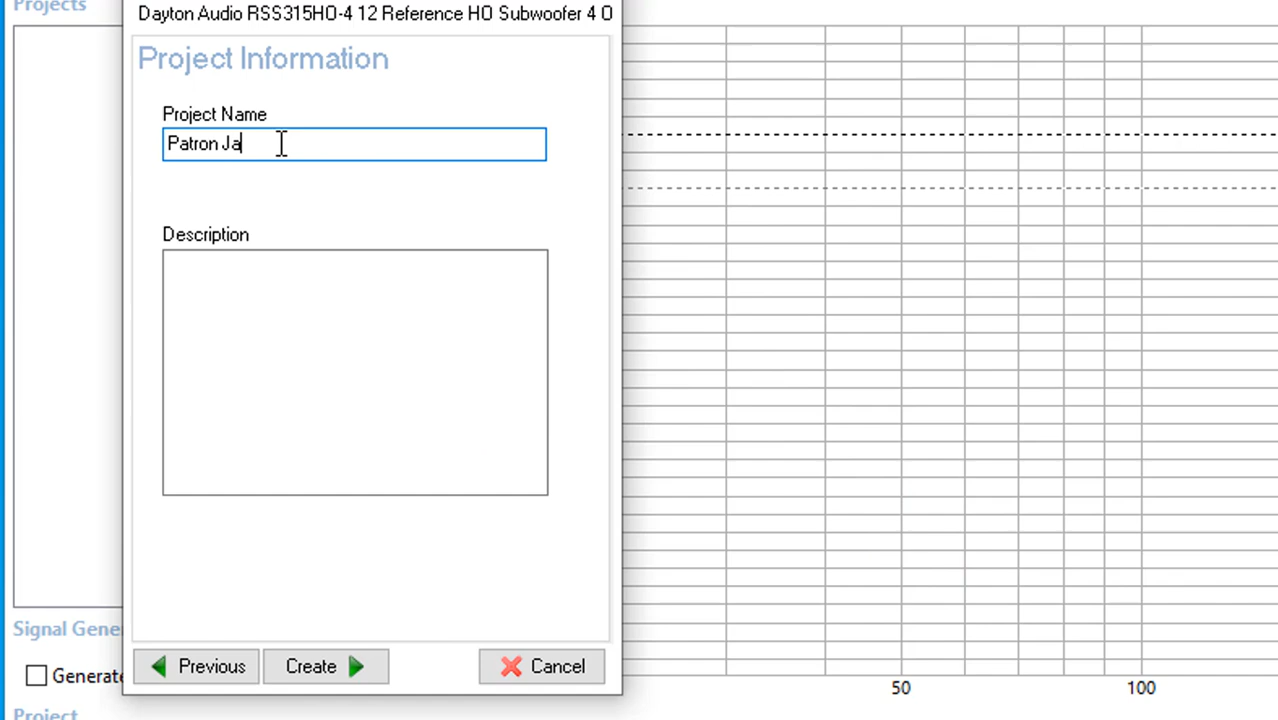 Projects
Dayton Audio RSS315HO-4 12 Reference HO Subwoofer 4 O
Project Information
Project Name
Patron Ja
Description
Signal Gene
Generate
Previous
Create
Cancel
50
100
Project